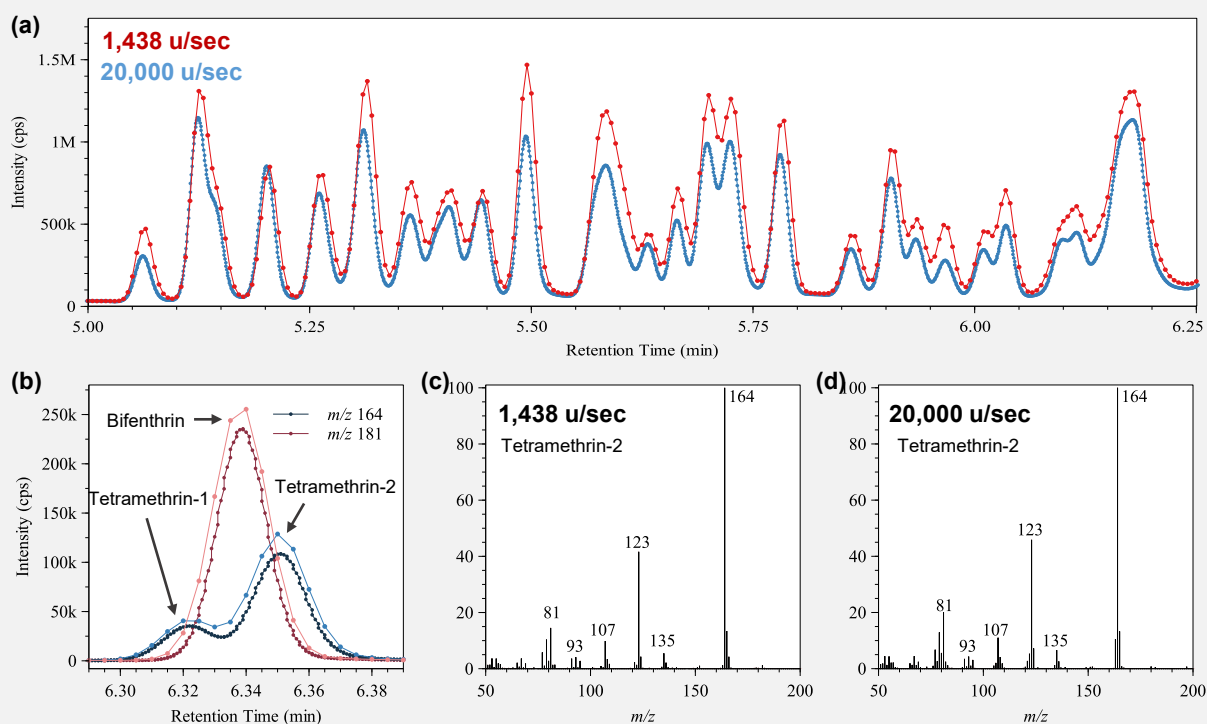 (a)
1,438 u/sec
20,000 u/sec
1.5M
1M
500k
0
Intensity (cps)
5.00
5.25
5.50
5.75
6.00
6.25
Retention Time (min)
(b)
250k
200k
150k
100k
50k
0
Intensity (cps)
Bifenthrin
m/z 164
m/z 181
Tetramethrin-1
Tetramethrin-2
6.30
6.32
6.34
6.36
6.38
Retention Time (min)
(c)
100
80
60
40
20
0
1,438 u/sec
Tetramethrin-2
164
123
81
93
107
135
50
100
150
200
m/z
(d)
100
80
60
40
20
0
20,000 u/sec
Tetramethrin-2
164
123
81
93
107
135
50
100
150
200
m/z